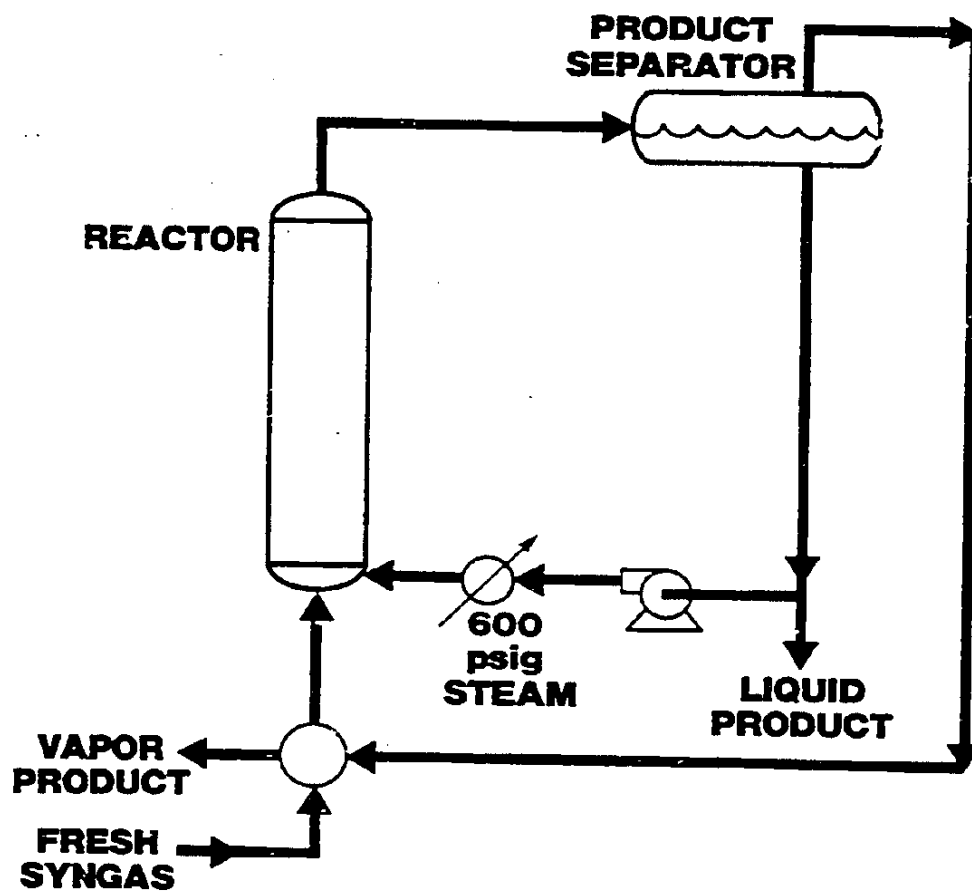 PRODUCT
SEPARATOR
REACTOR
600
psig
STEAM
LIQUID
PRODUCT
VAPOR
PRODUCT
FRESH
SYNGAS